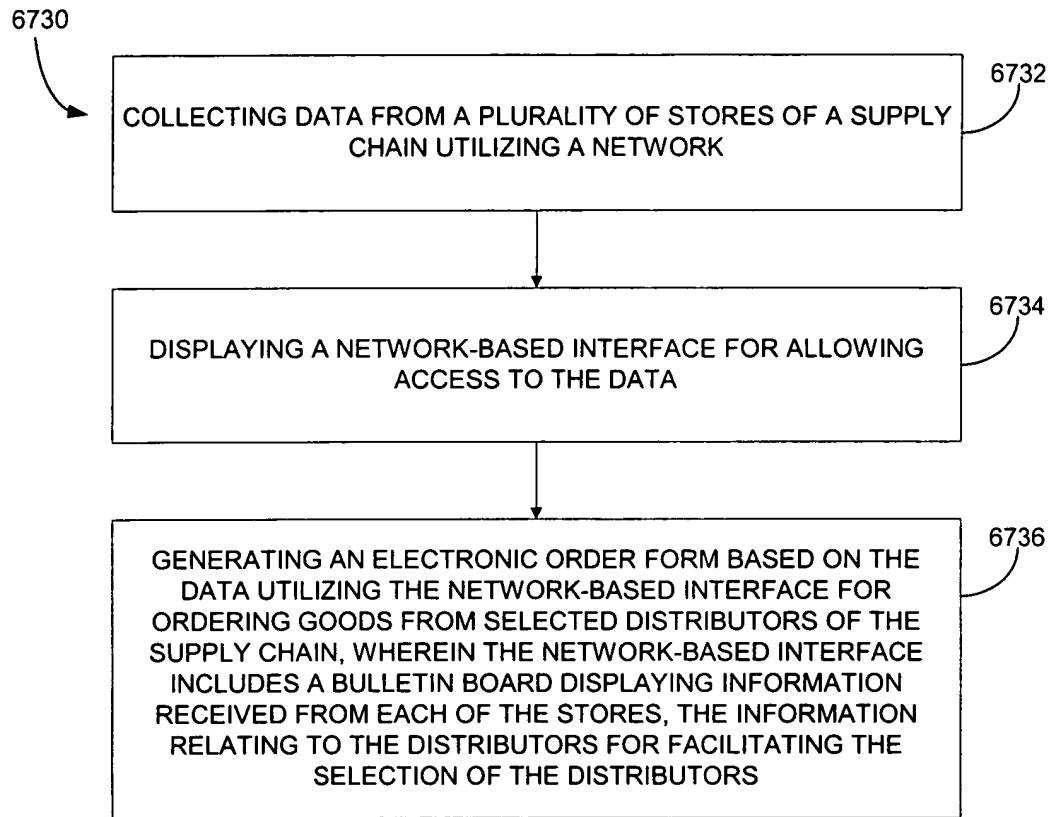 6730
6732
COLLECTING DATA FROM A PLURALITY OF STORES OF A SUPPLY
CHAIN UTILIZING A NETWORK
6734
DISPLAYING A NETWORK-BASED INTERFACE FOR ALLOWING
ACCESS TO THE DATA
6736
GENERATING AN ELECTRONIC ORDER FORM BASED ON THE
DATA UTILIZING THE NETWORK-BASED INTERFACE FOR
ORDERING GOODS FROM SELECTED DISTRIBUTORS OF THE
SUPPLY CHAIN, WHEREIN THE NETWORK-BASED INTERFACE
INCLUDES A BULLETIN BOARD DISPLAYING INFORMATION
RECEIVED FROM EACH OF THE STORES, THE INFORMATION
RELATING TO THE DISTRIBUTORS FOR FACILITATING THE
SELECTION OF THE DISTRIBUTORS